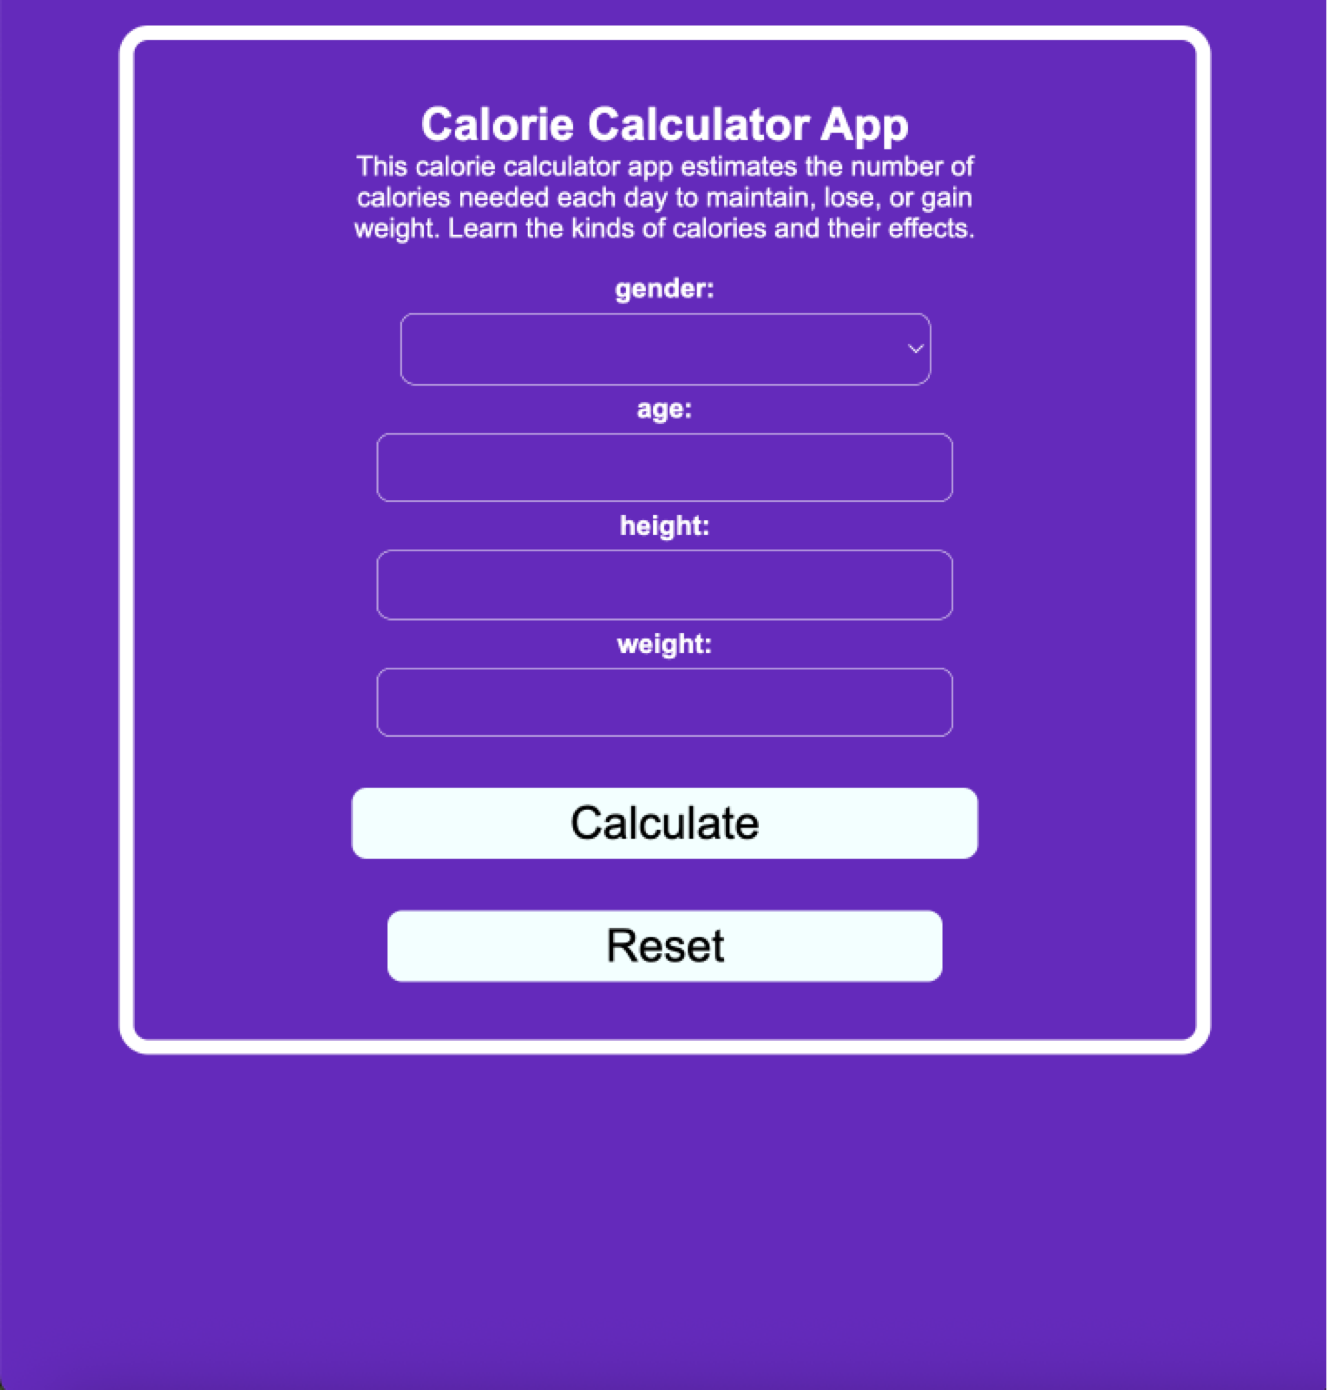 Calorie Calculator App
This calorie calculator app estimates the number of
calories needed each day to maintain, lose, or gain
weight. Learn the kinds of calories and their effects.
gender:
age:
height:
weight:
Calculate
Reset